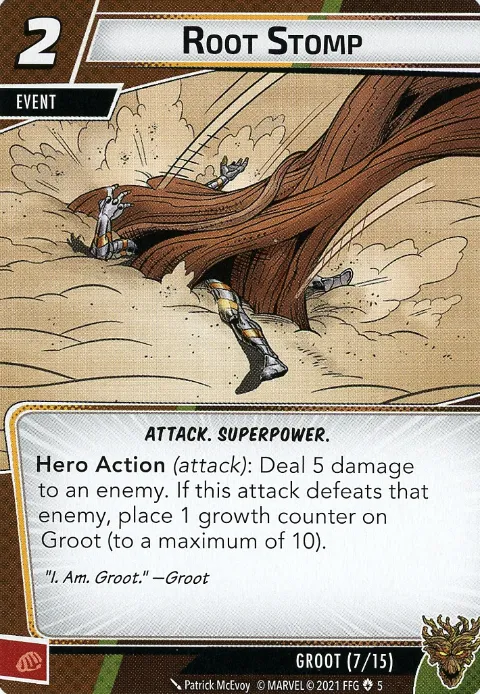 2
ROOT STOMP
EVENT
ATTACK. SUPERPOWER.
Hero Action (attack): Deal 5 damage
to an enemy. If this attack defeats that
enemy, place 1 growth counter on
Groot (to a maximum of 10).
"I. Am. Groot." —Groot
GROOT (7/15)
Patrick McEvoy © MARVEL © 2021 FFG 5